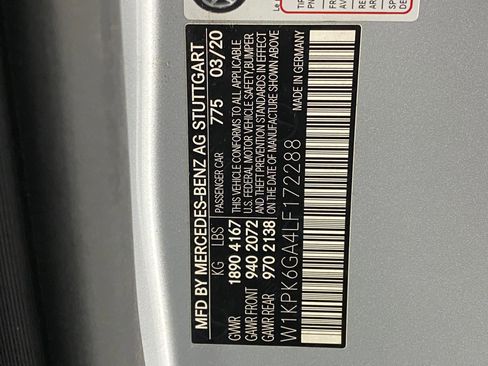 MFD BY MERCEDES-BENZ AG STUTTGART
KG LBS PASSENGER CAR 775 03/20
GVWR 1890 4167 THIS VEHICLE CONFORMS TO ALL APPLICABLE
GAWR FRONT 940 2072 U.S. FEDERAL MOTOR VEHICLE SAFETY, BUMPER
GAWR REAR 970 2138 AND THEFT PREVENTION STANDARDS IN EFFECT
ON THE DATE OF MANUFACTURE SHOWN ABOVE
W1KPK6GA4LF172288 MADE IN GERMANY
Le